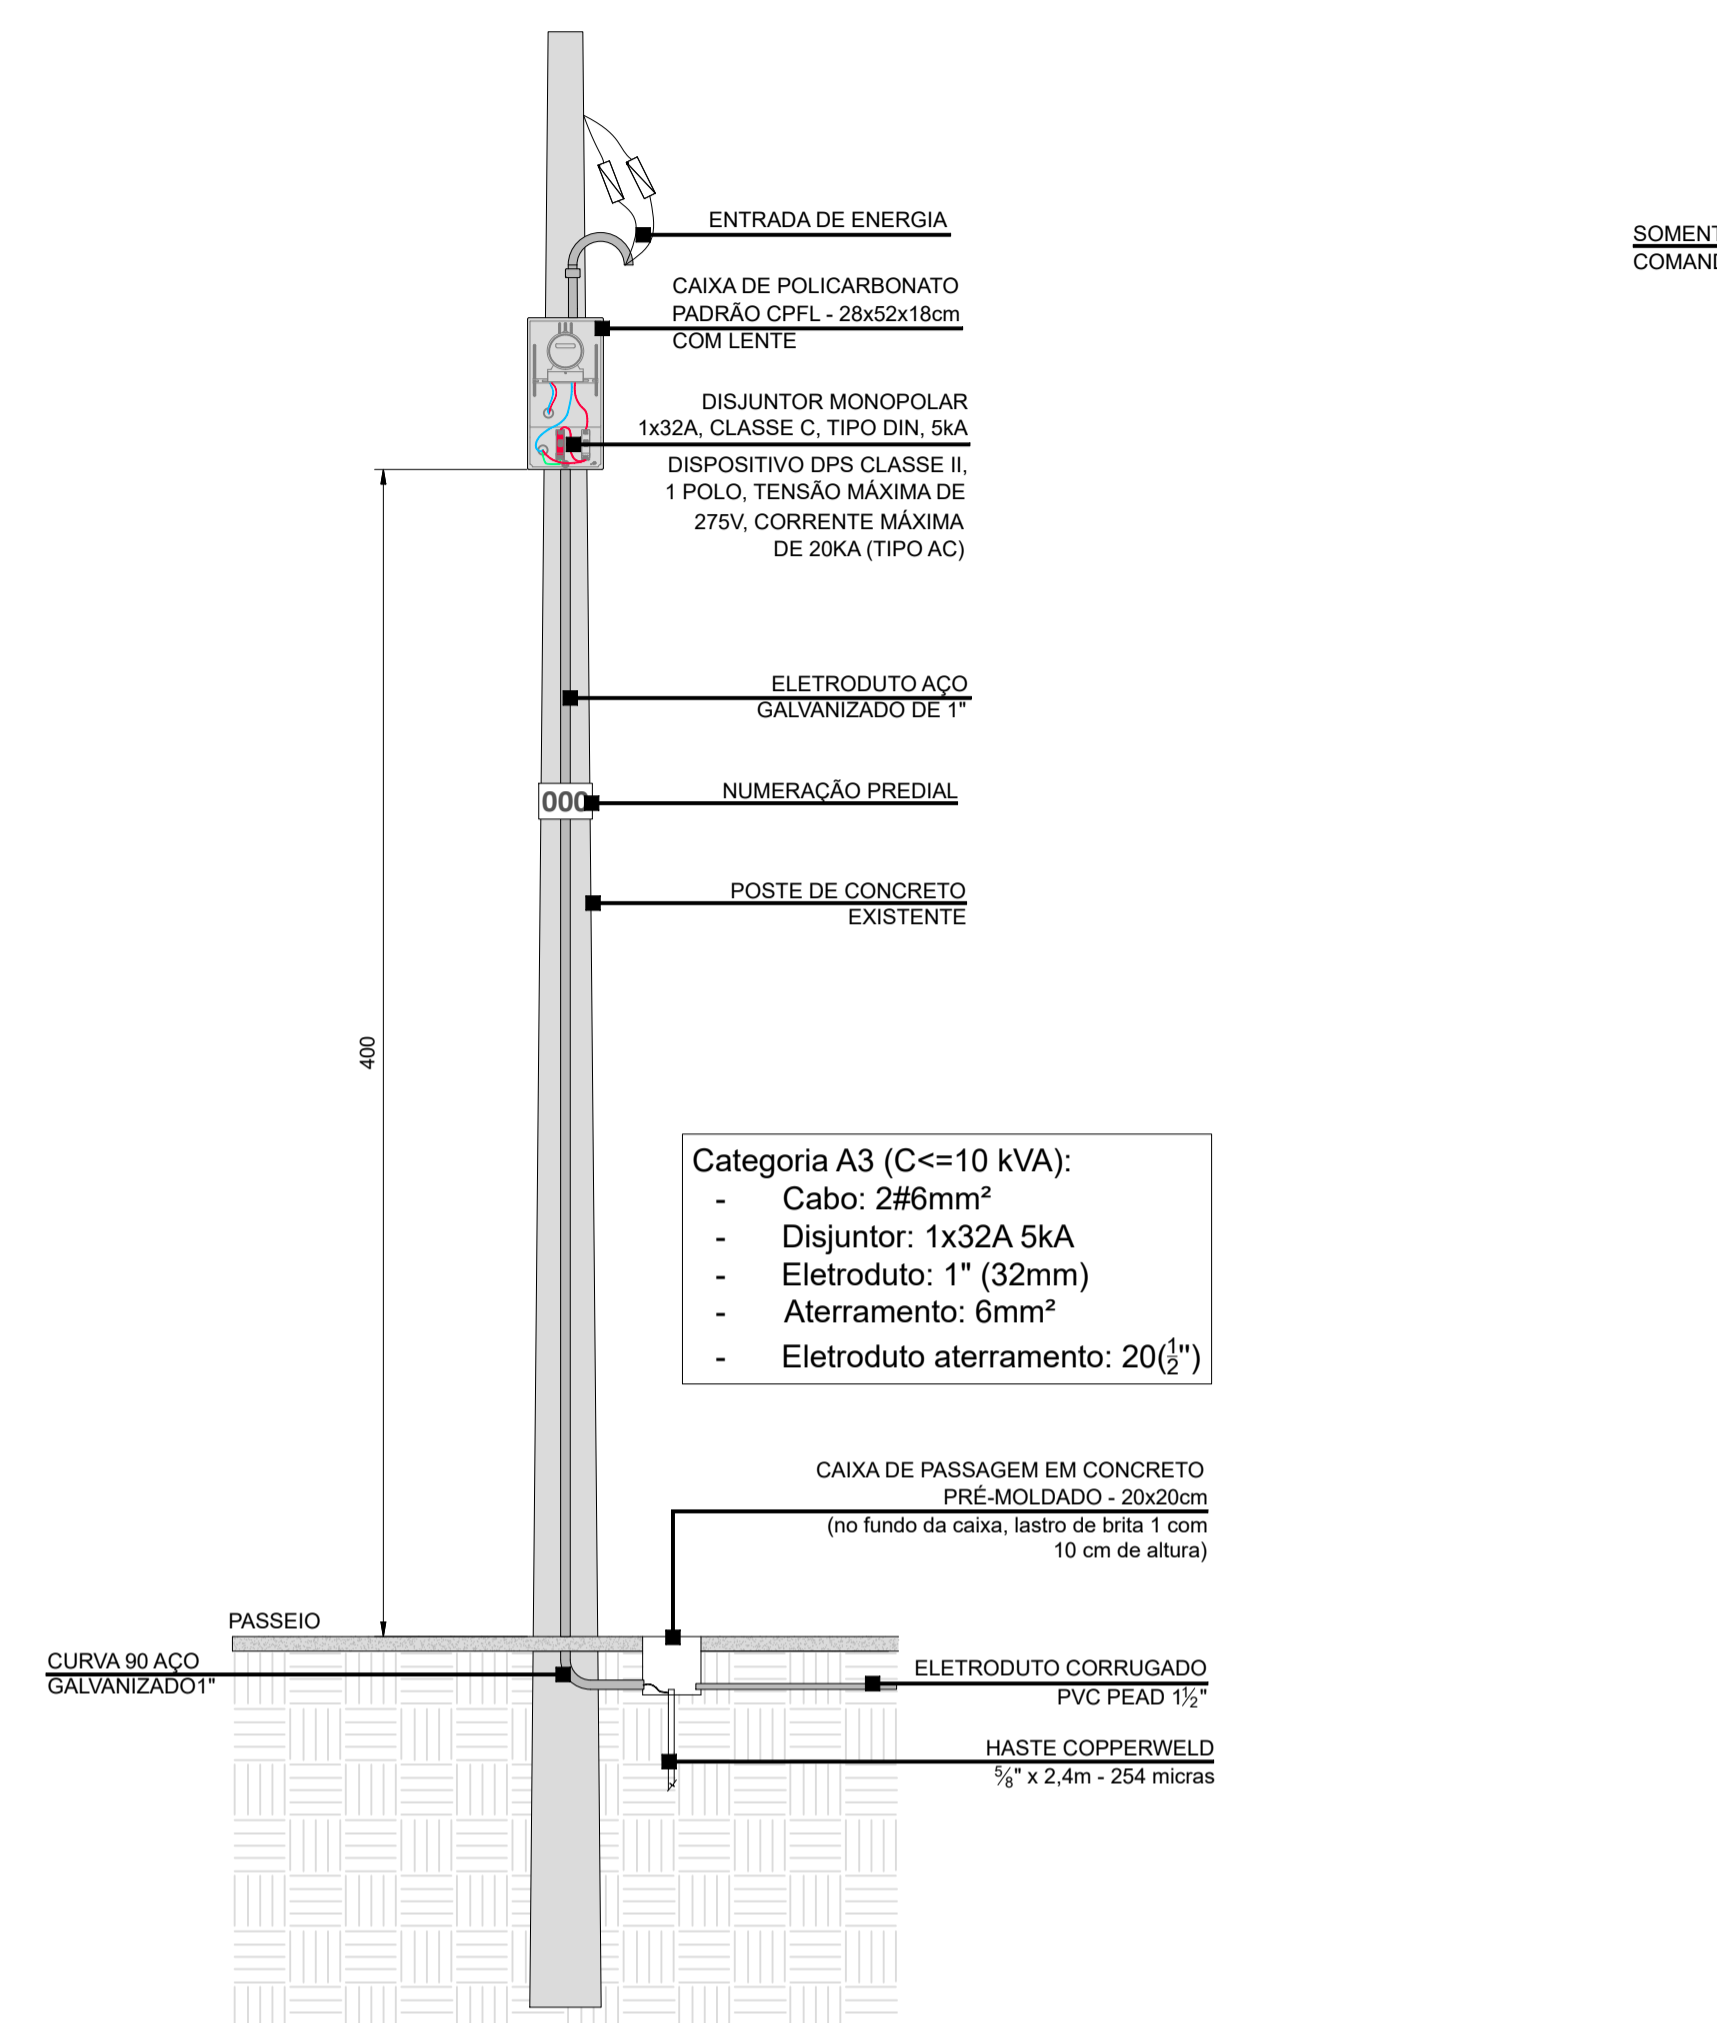 ENTRADA DE ENERGIA
CAIXA DE POLICARBONATO
PADRÃO CPFL - 28x52x18cm
COM LENTE
DISJUNTOR MONOPOLAR
1x32A, CLASSE C, TIPO DIN, 5kA
DISPOSITIVO DPS CLASSE II,
1 POLO, TENSÃO MÁXIMA DE
275V, CORRENTE MÁXIMA
DE 20KA (TIPO AC)
ELETRODUTO AÇO
GALVANIZADO DE 1"
NUMERAÇÃO PREDIAL
000
POSTE DE CONCRETO
EXISTENTE
400
Categoria A3 (C<=10 kVA):
- Cabo: 2#6mm²
- Disjuntor: 1x32A 5kA
- Eletroduto: 1" (32mm)
- Aterramento: 6mm²
- Eletroduto aterramento: 20(½")
CAIXA DE PASSAGEM EM CONCRETO
PRÉ-MOLDADO - 20x20cm
(no fundo da caixa, lastro de brita 1 com
10 cm de altura)
PASSEIO
CURVA 90 AÇO
GALVANIZADO1"
ELETRODUTO CORRUGADO
PVC PEAD 1½"
HASTE COPPERWELD
⅝" x 2,4m - 254 micras
SOMENT
COMAND